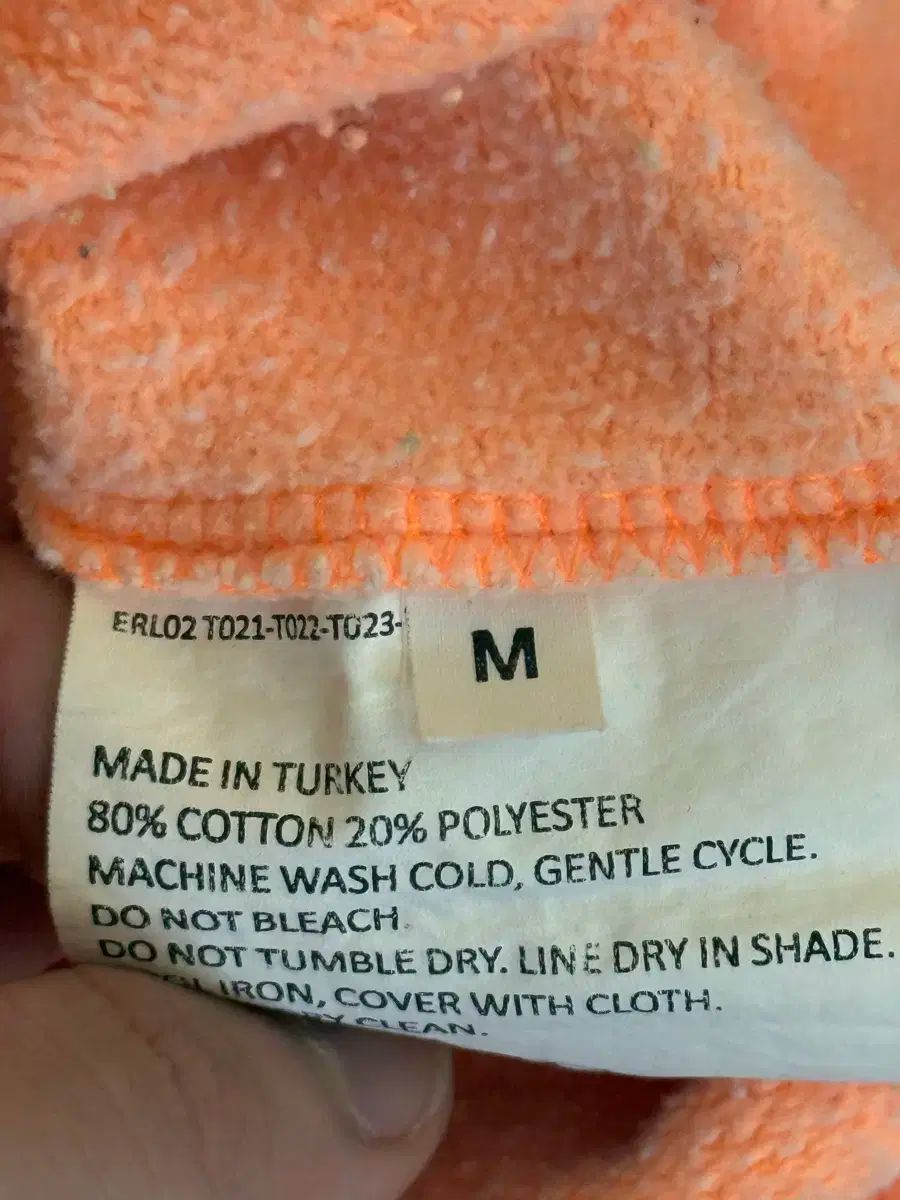 ERL02 T021-T022-T023-
M
MADE IN TURKEY
80% COTTON 20% POLYESTER
MACHINE WASH COLD, GENTLE CYCLE.
DO NOT BLEACH.
DO NOT TUMBLE DRY. LINE DRY IN SHADE.
IRON, COVER WITH CLOTH.
CLEAN.